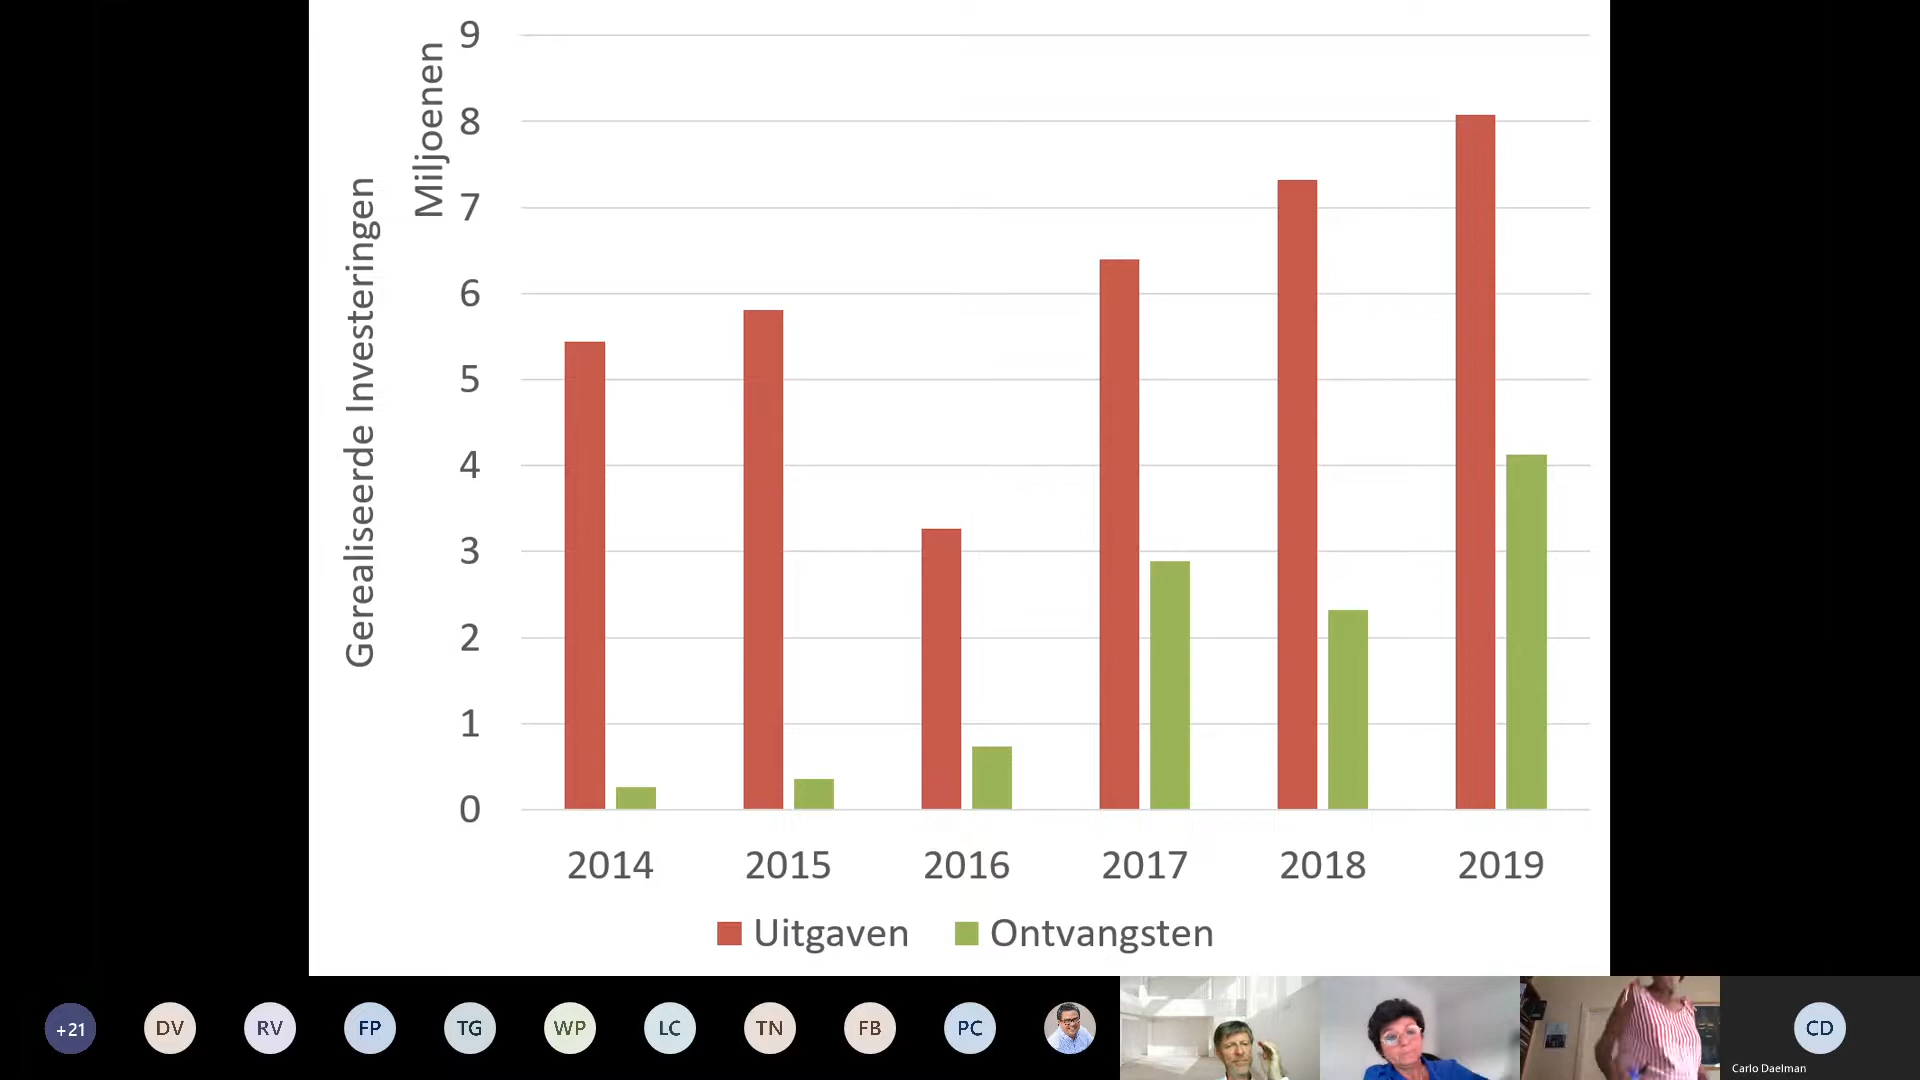 Gerealiseerde Investeringen
Miljoenen
9
8
7
6
5
4
3
2
1
0
2014 2015 2016 2017 2018 2019
Uitgaven Ontvangsten
+21 DV RV FP TG WP LC TN FB PC CD
Carlo Daelman